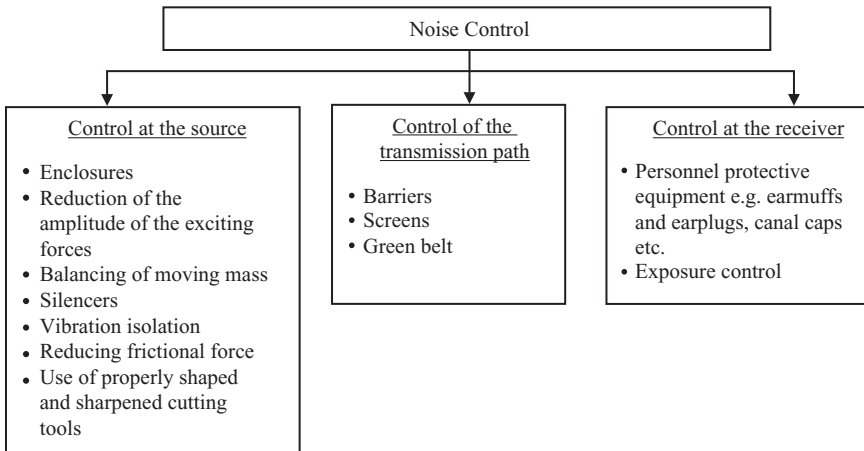 Noise Control
Control at the source
• Enclosures
• Reduction of the
amplitude of the exciting
forces
• Balancing of moving mass
• Silencers
• Vibration isolation
• Reducing frictional force
• Use of properly shaped
and sharpened cutting
tools
Control of the
transmission path
• Barriers
• Screens
• Green belt
Control at the receiver
• Personnel protective
equipment e.g. earmuffs
and earplugs, canal caps
etc.
• Exposure control